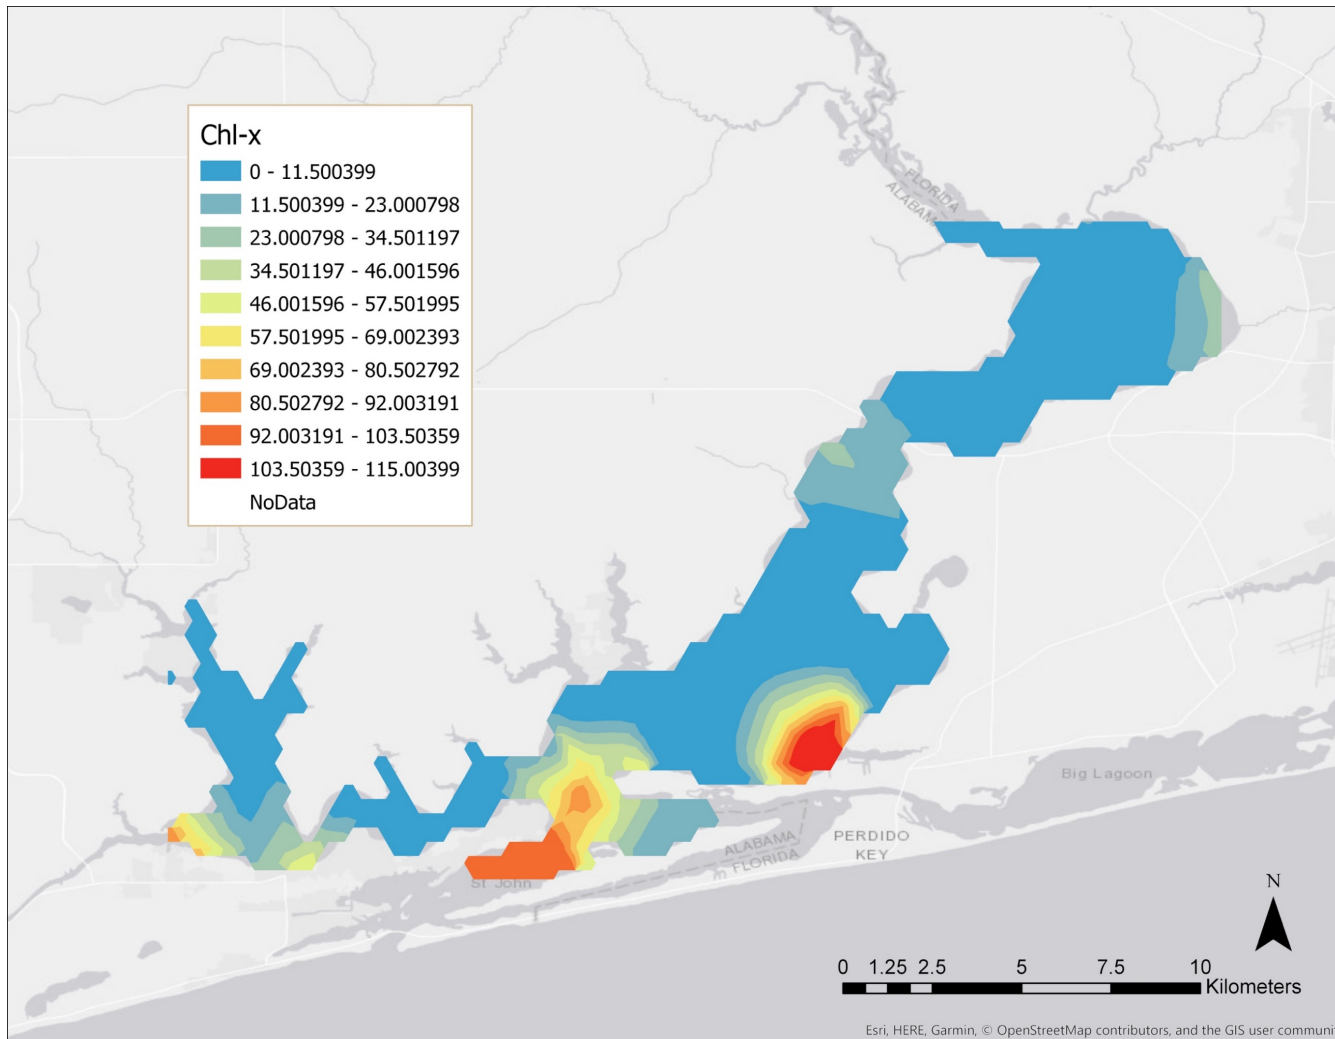 Chl-x
0 - 11.500399
11.500399 - 23.000798
23.000798 - 34.501197
34.501197 - 46.001596
46.001596 - 57.501995
57.501995 - 69.002393
69.002393 - 80.502792
80.502792 - 92.003191
92.003191 - 103.50359
103.50359 - 115.00399
NoData
FLORIDA
ALABAM
Big Lagoon
PERDIDO
KEY
ALABAMA
FLORIDA
St John
N
0 1.25 2.5 5 7.5 10
Kilometers
Esri, HERE, Garmin, © OpenStreetMap contributors, and the GIS user communi